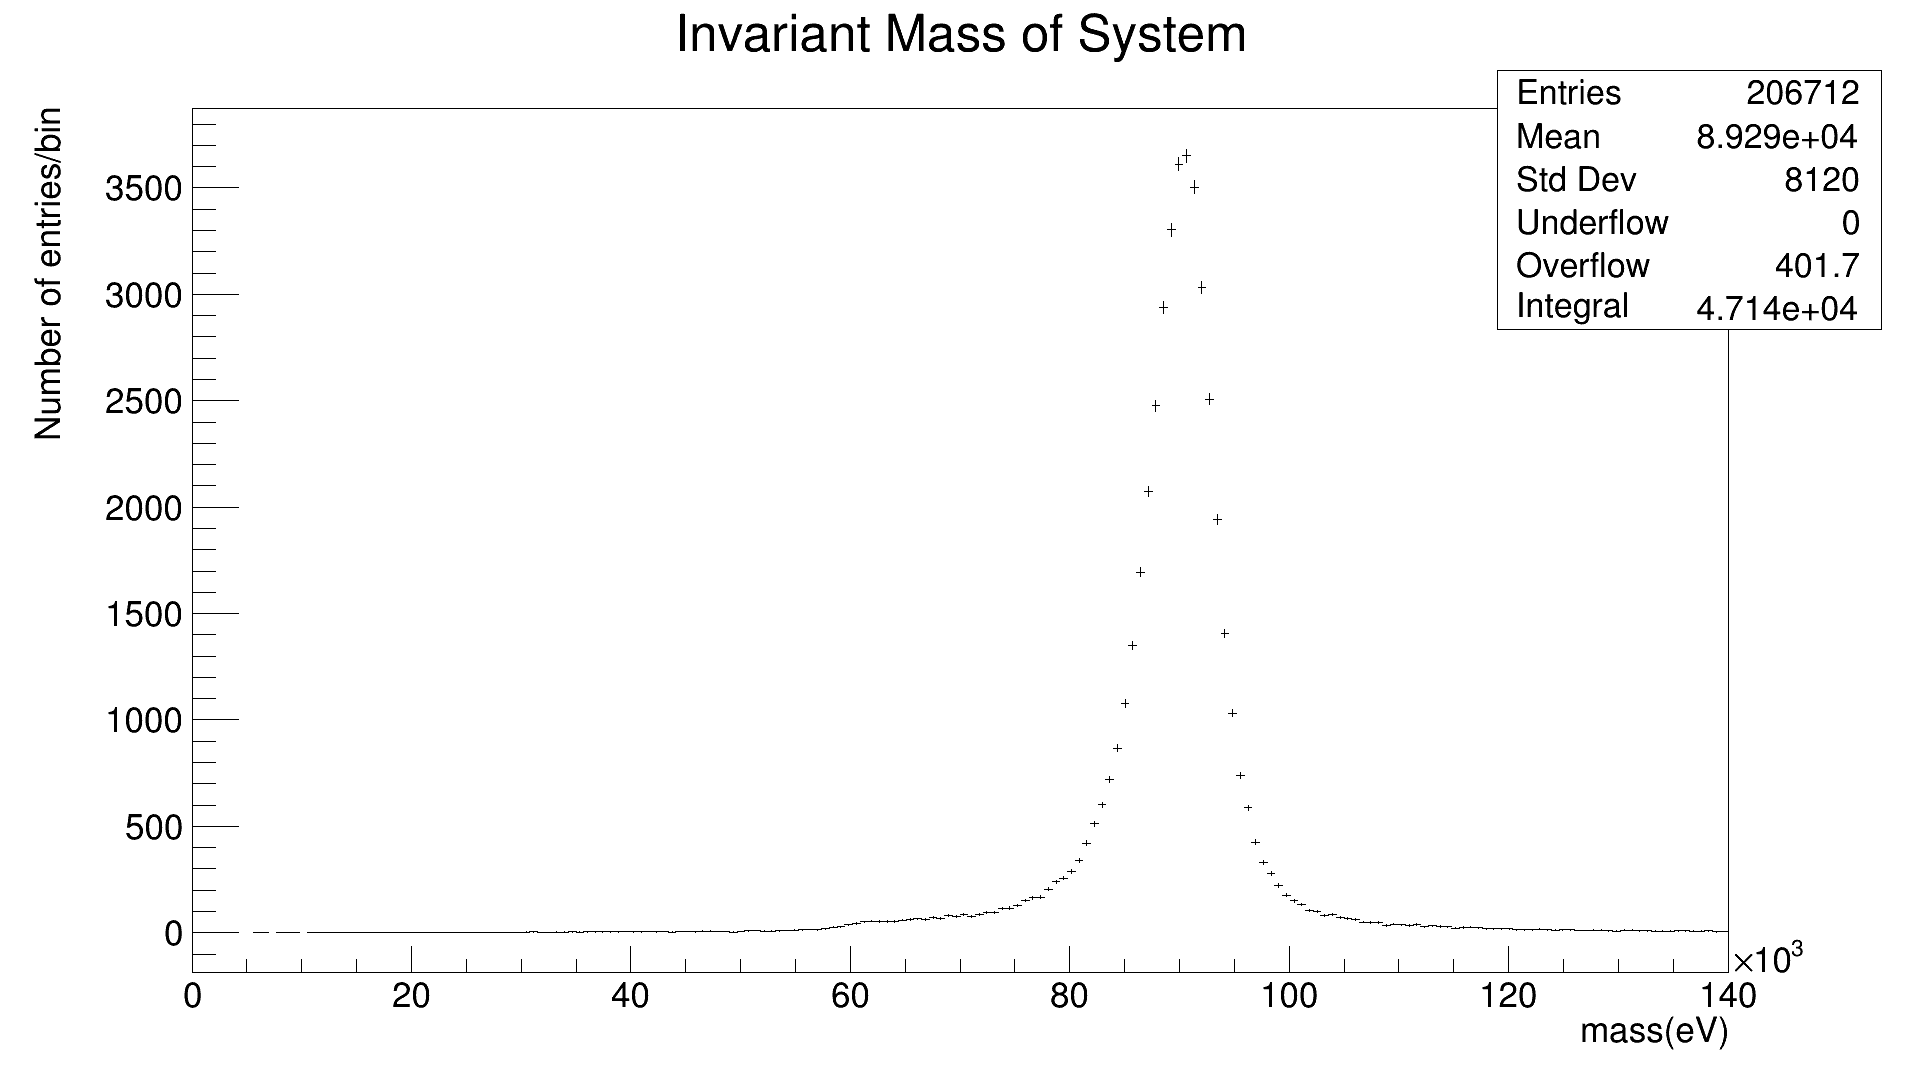 Invariant Mass of System
Entries 206712
Mean 8.929e+04
Std Dev 8120
Underflow 0
Overflow 401.7
Integral 4.714e+04
Number of entries/bin
3500
3000
2500
2000
1500
1000
500
0
0 20 40 60 80 100 120 140
×10³
mass(eV)